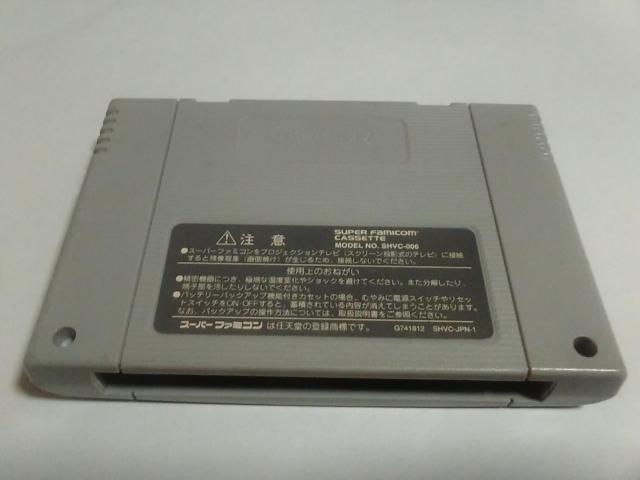 注意
SUPER FAMICOM
CASSETTE
MODEL NO. SHVC-006
●スーパーファミコンをプロジェクションテレビ(スクリーン投影式のテレビ)に接続
すると残像現象(画面焼け)が生じるため、接続しないでください。
使用上のおねがい
●精密機器につき、極端な温度変化やショックを避けてください。また分解したり、
端子部を汚したりしないでください。
●バッテリーバックアップ機能付きカセットの場合、むやみに電源スイッチやリセッ
トスイッチをON/OFFすると、蓄積されている内容が消えてしまうことがあります。
なお、バックアップの操作方法については、取扱説明書をご参照ください。
スーパーファミコンは任天堂の登録商標です。
G741812 SHVC-JPN-1